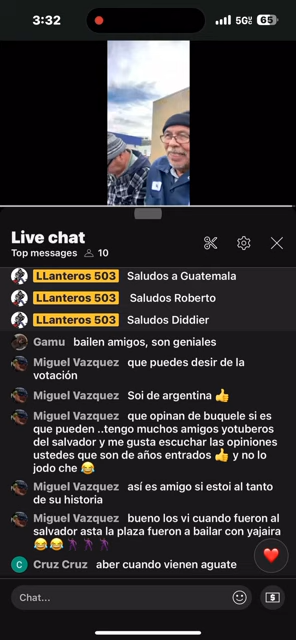 3:32
5GE 69
Live chat
Top messages 10
LLanteros 503 Saludos a Guatemala
LLanteros 503 Saludos Roberto
LLanteros 503 Saludos Diddier
Gamu bailen amigos, son geniales
Miguel Vazquez que puedes desir de la
votación
Miguel Vazquez Soi de argentina 👍
Miguel Vazquez que opinan de buquele si es
que pueden ..tengo muchos amigos yotuberos
del salvador y me gusta escuchar las opiniones
ustedes que son de años entrados 👍 y no lo
jodo che 😂
Miguel Vazquez así es amigo si estoi al tanto
de su historia
Miguel Vazquez bueno los vi cuando fueron al
salvador asta la plaza fueron a bailar con yajaira
😂😂🕺🕺🕺
C Cruz Cruz aber cuando vienen aguate
Chat...